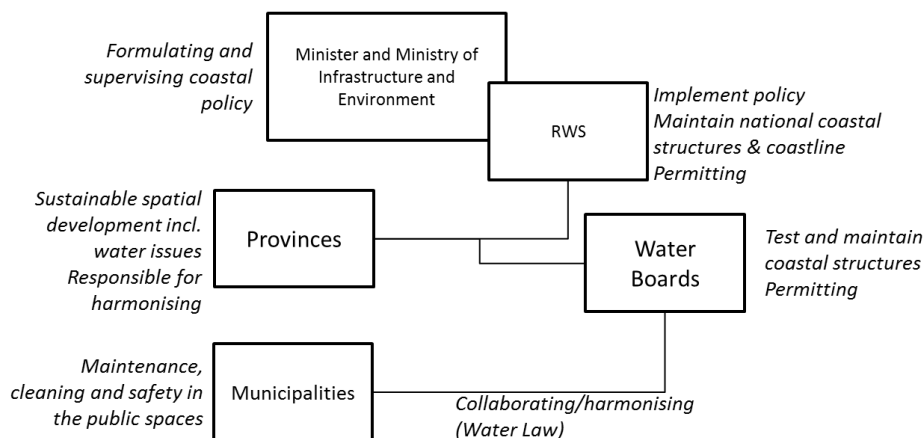 Formulating and
supervising coastal
policy
Minister and Ministry of
Infrastructure and
Environment
RWS
Implement policy
Maintain national coastal
structures & coastline
Permitting
Sustainable spatial
development incl.
water issues
Responsible for
harmonising
Provinces
Water
Boards
Test and maintain
coastal structures
Permitting
Maintenance,
cleaning and safety in
the public spaces
Municipalities
Collaborating/harmonising
(Water Law)